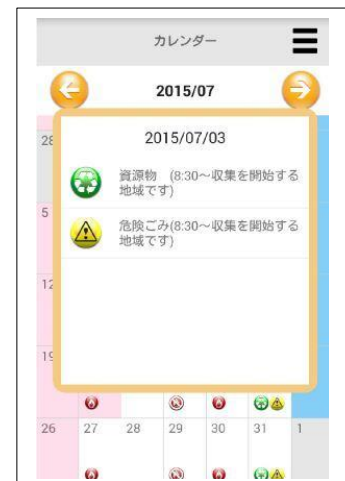 カレンダー
2015/07
28
2015/07/03
資源物 (8:30～収集を開始する
地域です)
5
危険ごみ(8:30～収集を開始する
地域です)
12
19
26 27 28 29 30 31 1